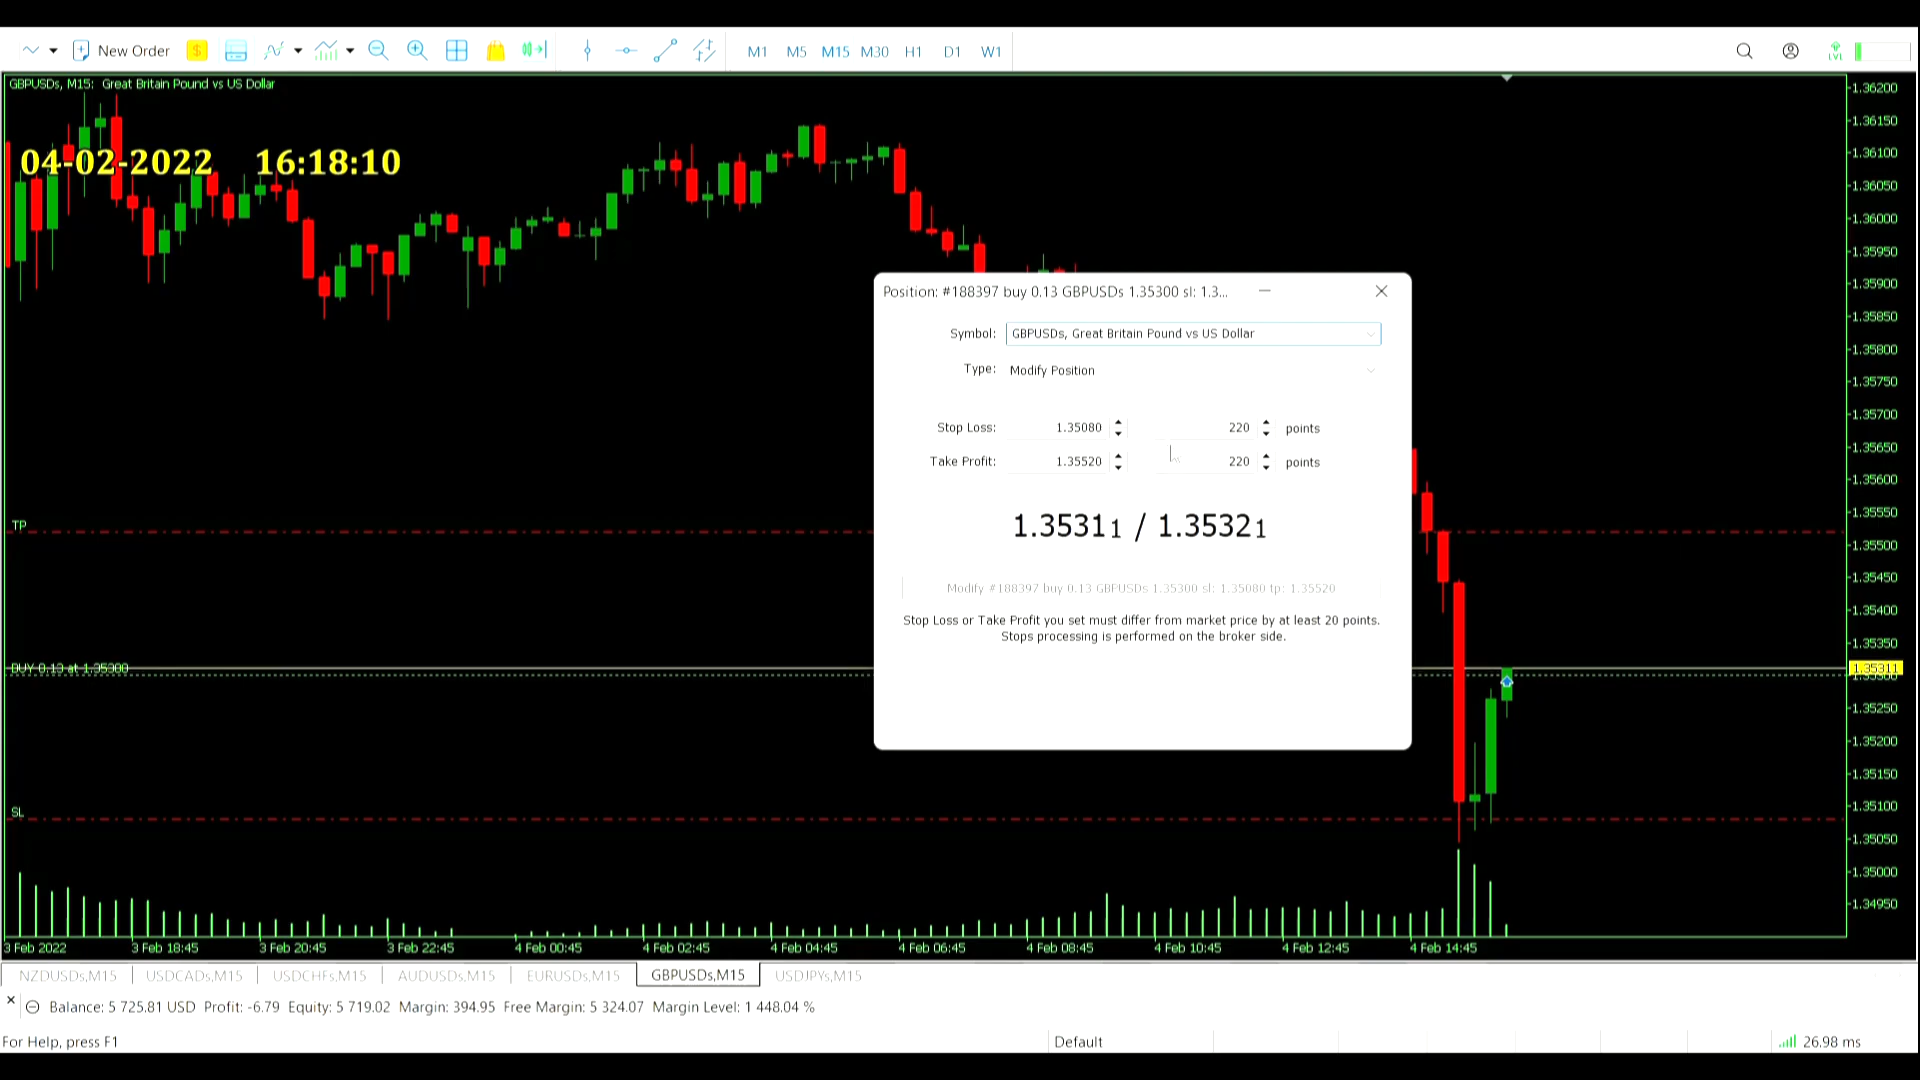 New Order $ M1 M5 M15 M30 H1 D1 W1 LVL
GBPUSDs, M15: Great Britain Pound vs US Dollar
04-02-2022 16:18:10
Position: #188397 buy 0.13 GBPUSDs 1.35300 sl: 1.3...
Symbol: GBPUSDs, Great Britain Pound vs US Dollar
Type: Modify Position
Stop Loss: 1.35080 220 points
Take Profit: 1.35520 220 points
1.35311 / 1.35321
Modify #188397 buy 0.13 GBPUSDs 1.35300 sl: 1.35080 tp: 1.35520
Stop Loss or Take Profit you set must differ from market price by at least 20 points.
Stops processing is performed on the broker side.
TP
BUY 0.13 at 1.35300
SL
1.36200
1.36150
1.36100
1.36050
1.36000
1.35950
1.35900
1.35850
1.35800
1.35750
1.35700
1.35650
1.35600
1.35550
1.35500
1.35450
1.35400
1.35350
1.35311
1.35300
1.35250
1.35200
1.35150
1.35100
1.35050
1.35000
1.34950
3 Feb 2022 3 Feb 18:45 3 Feb 20:45 3 Feb 22:45 4 Feb 00:45 4 Feb 02:45 4 Feb 04:45 4 Feb 06:45 4 Feb 08:45 4 Feb 10:45 4 Feb 12:45 4 Feb 14:45
NZDUSDs,M15 USDCADs,M15 USDCHFs,M15 AUDUSDs,M15 EURUSDs,M15 GBPUSDs,M15 USDJPYs,M15
Balance: 5 725.81 USD Profit: -6.79 Equity: 5 719.02 Margin: 394.95 Free Margin: 5 324.07 Margin Level: 1 448.04 %
For Help, press F1 Default 26.98 ms